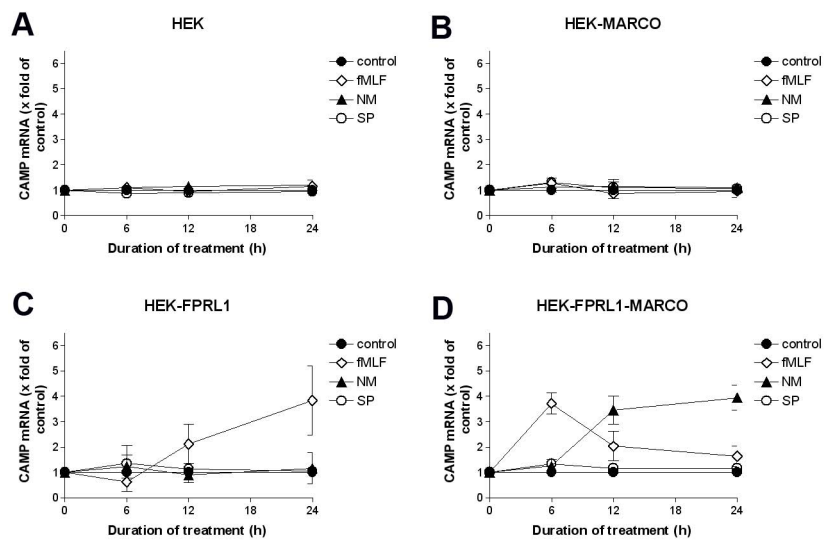 A
HEK
CAMP mRNA (x fold of
control)
6
5
4
3
2
1
0
0
6
12
18
24
Duration of treatment (h)
control
fMLF
NM
SP
B
HEK-MARCO
CAMP mRNA (x fold of
control)
6
5
4
3
2
1
0
0
6
12
18
24
Duration of treatment (h)
control
fMLF
NM
SP
C
HEK-FPRL1
CAMP mRNA (x fold of
control)
6
5
4
3
2
1
0
0
6
12
18
24
Duration of treatment (h)
control
fMLF
NM
SP
D
HEK-FPRL1-MARCO
CAMP mRNA (x fold of
control)
6
5
4
3
2
1
0
0
6
12
18
24
Duration of treatment (h)
control
fMLF
NM
SP